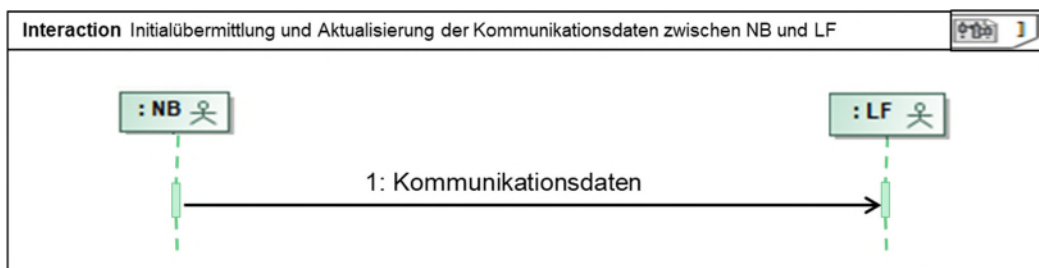 Interaction Initialübermittlung und Aktualisierung der Kommunikationsdaten zwischen NB und LF
: NB
: LF
1: Kommunikationsdaten